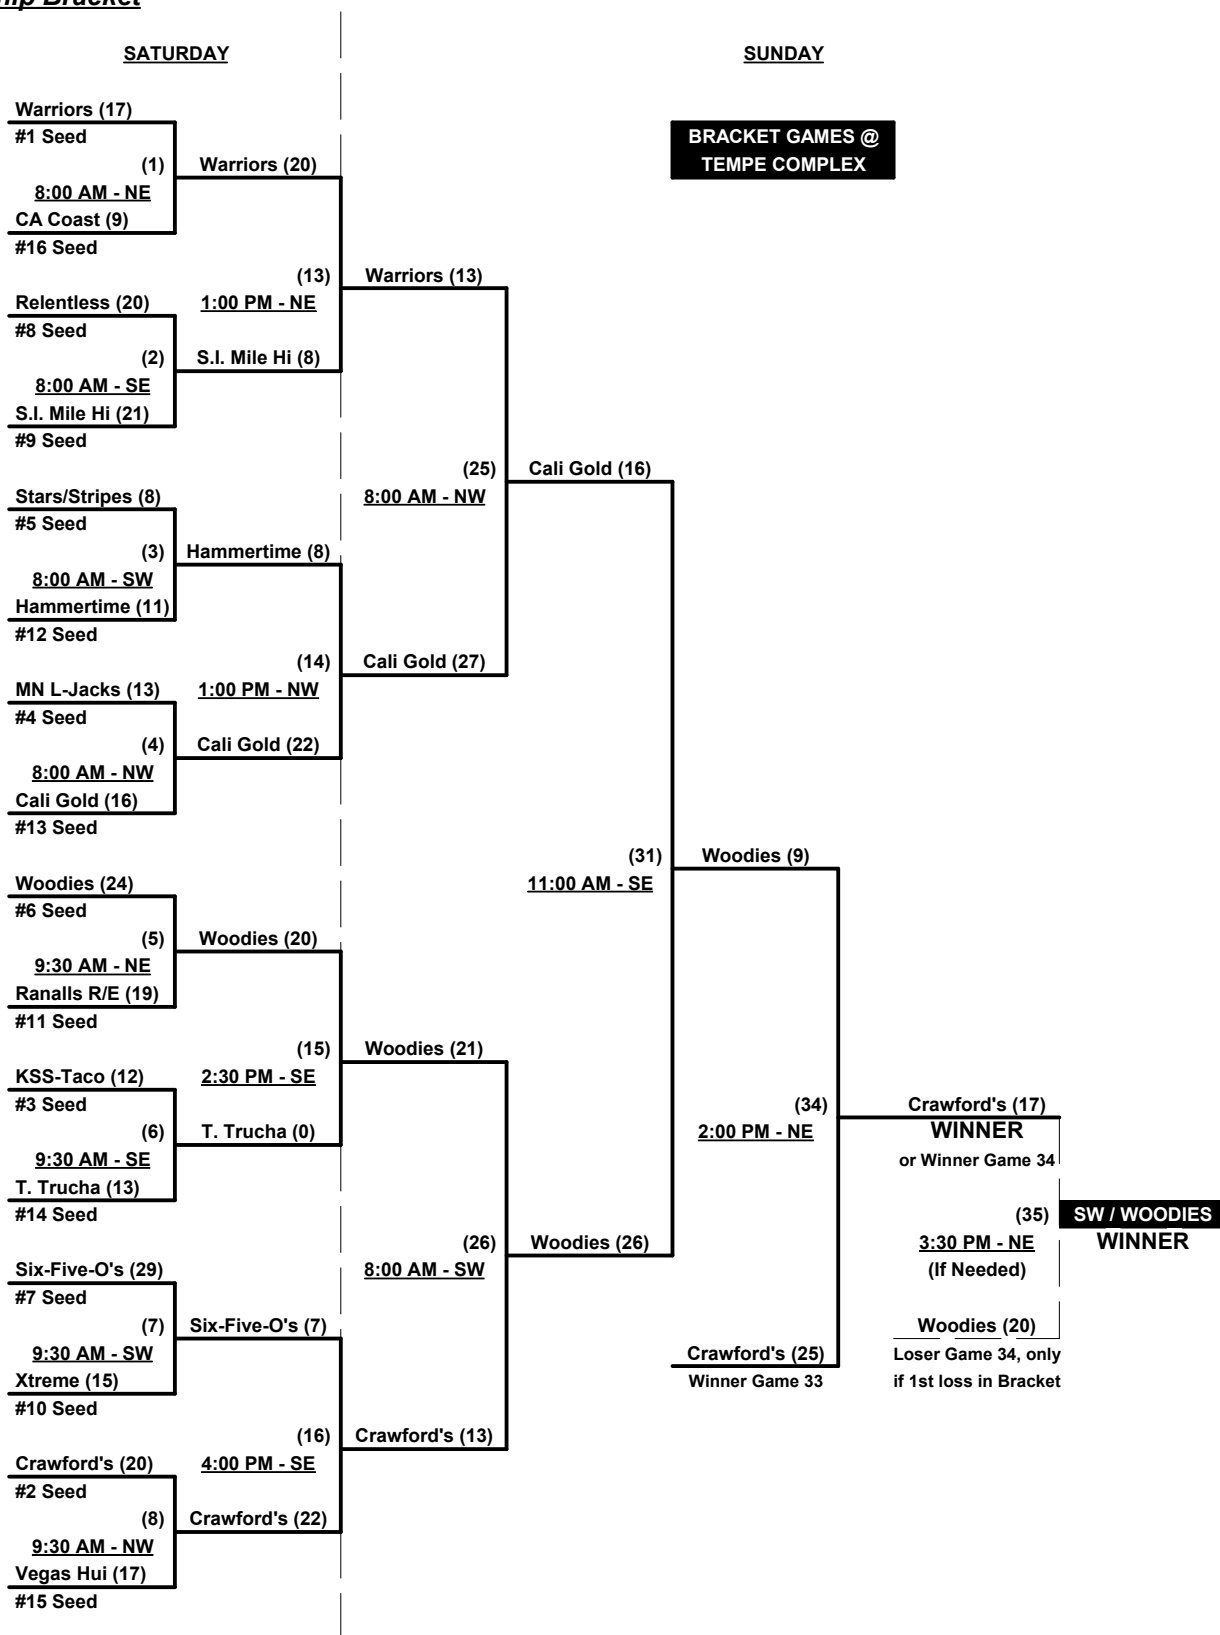 hip Bracket
SATURDAY
SUNDAY
Warriors (17)
#1 Seed
(1)
8:00 AM - NE
CA Coast (9)
#16 Seed
Relentless (20)
#8 Seed
(2)
8:00 AM - SE
S.I. Mile Hi (21)
#9 Seed
Stars/Stripes (8)
#5 Seed
(3)
8:00 AM - SW
Hammertime (11)
#12 Seed
MN L-Jacks (13)
#4 Seed
(4)
8:00 AM - NW
Cali Gold (16)
#13 Seed
Woodies (24)
#6 Seed
(5)
9:30 AM - NE
Ranalls R/E (19)
#11 Seed
KSS-Taco (12)
#3 Seed
(6)
9:30 AM - SE
T. Trucha (13)
#14 Seed
Six-Five-O's (29)
#7 Seed
(7)
9:30 AM - SW
Xtreme (15)
#10 Seed
Crawford's (20)
#2 Seed
(8)
9:30 AM - NW
Vegas Hui (17)
#15 Seed
Warriors (20)
(13)
1:00 PM - NE
S.I. Mile Hi (8)
Hammertime (8)
(14)
1:00 PM - NW
Cali Gold (22)
Woodies (20)
(15)
2:30 PM - SE
T. Trucha (0)
Six-Five-O's (7)
(16)
4:00 PM - SE
Crawford's (22)
Warriors (13)
(25)
8:00 AM - NW
Cali Gold (27)
Woodies (21)
(26)
8:00 AM - SW
Crawford's (13)
BRACKET GAMES @
TEMPE COMPLEX
Cali Gold (16)
(31)
11:00 AM - SE
Woodies (26)
Woodies (9)
(34)
2:00 PM - NE
Crawford's (25)
Winner Game 33
Crawford's (17)
WINNER
or Winner Game 34
(35)
3:30 PM - NE
(If Needed)
Woodies (20)
Loser Game 34, only
if 1st loss in Bracket
SW / WOODIES
WINNER